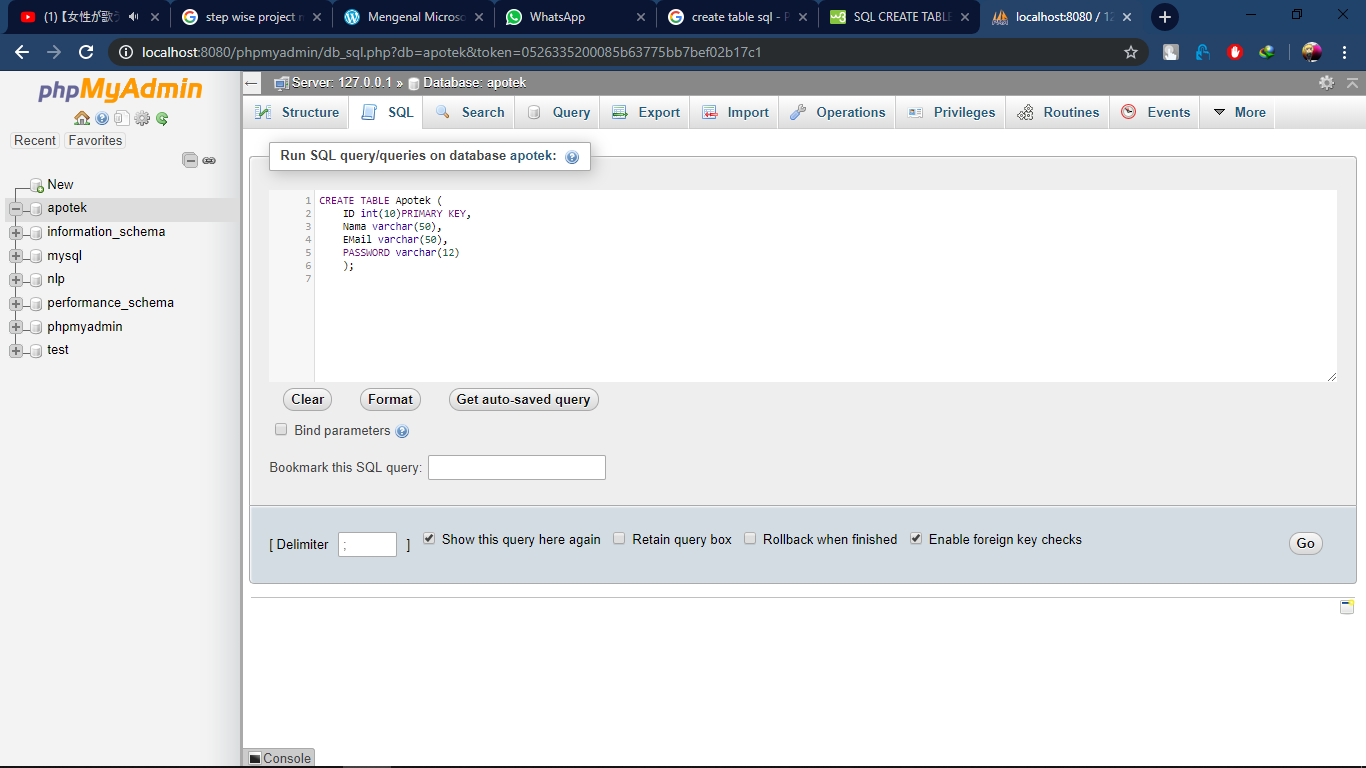 (1) 【女性が歌う
step wise project m
Mengenal Microso
WhatsApp
create table sql - P
SQL CREATE TABLE
localhost:8080 / 12
localhost:8080/phpmyadmin/db_sql.php?db=apotek&token=0526335200085b63775bb7bef02b17c1
phpMyAdmin
Recent
Favorites
New
apotek
information_schema
mysql
nlp
performance_schema
phpmyadmin
test
Server: 127.0.0.1 » Database: apotek
Structure
SQL
Search
Query
Export
Import
Operations
Privileges
Routines
Events
More
Run SQL query/queries on database apotek:
1 CREATE TABLE Apotek (
2 ID int(10)PRIMARY KEY,
3 Nama varchar(50),
4 EMail varchar(50),
5 PASSWORD varchar(12)
6 );
7
Clear
Format
Get auto-saved query
Bind parameters
Bookmark this SQL query:
[ Delimiter ; ]
Show this query here again
Retain query box
Rollback when finished
Enable foreign key checks
Go
Console